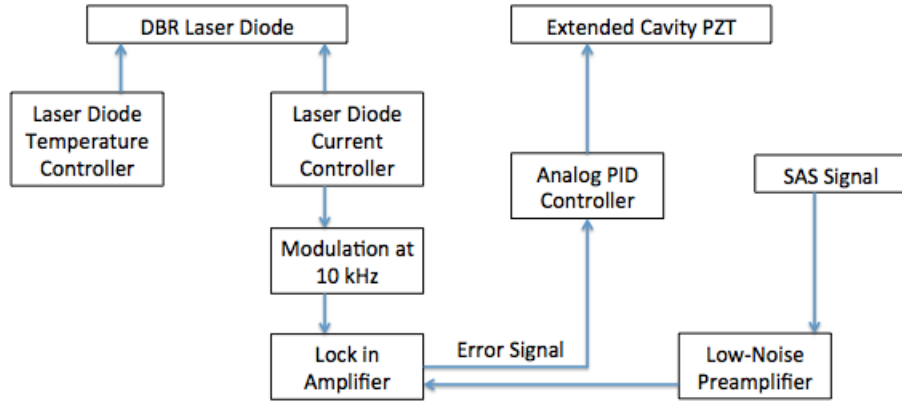 DBR Laser Diode
Extended Cavity PZT
Laser Diode
Temperature
Controller
Laser Diode
Current
Controller
Analog PID
Controller
SAS Signal
Modulation at
10 kHz
Lock in
Amplifier
Error Signal
Low-Noise
Preamplifier